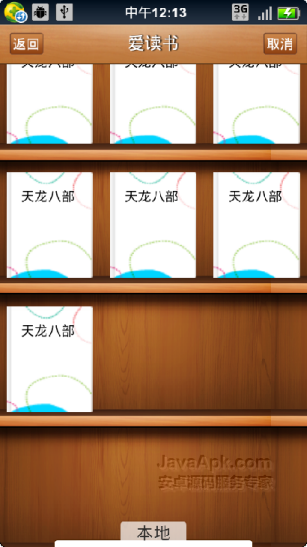 中午12:13
3G
返回
爱读书
取消
天龙八部
天龙八部
天龙八部
天龙八部
天龙八部
天龙八部
天龙八部
JavaApk.com
安卓源码服务专家
本地